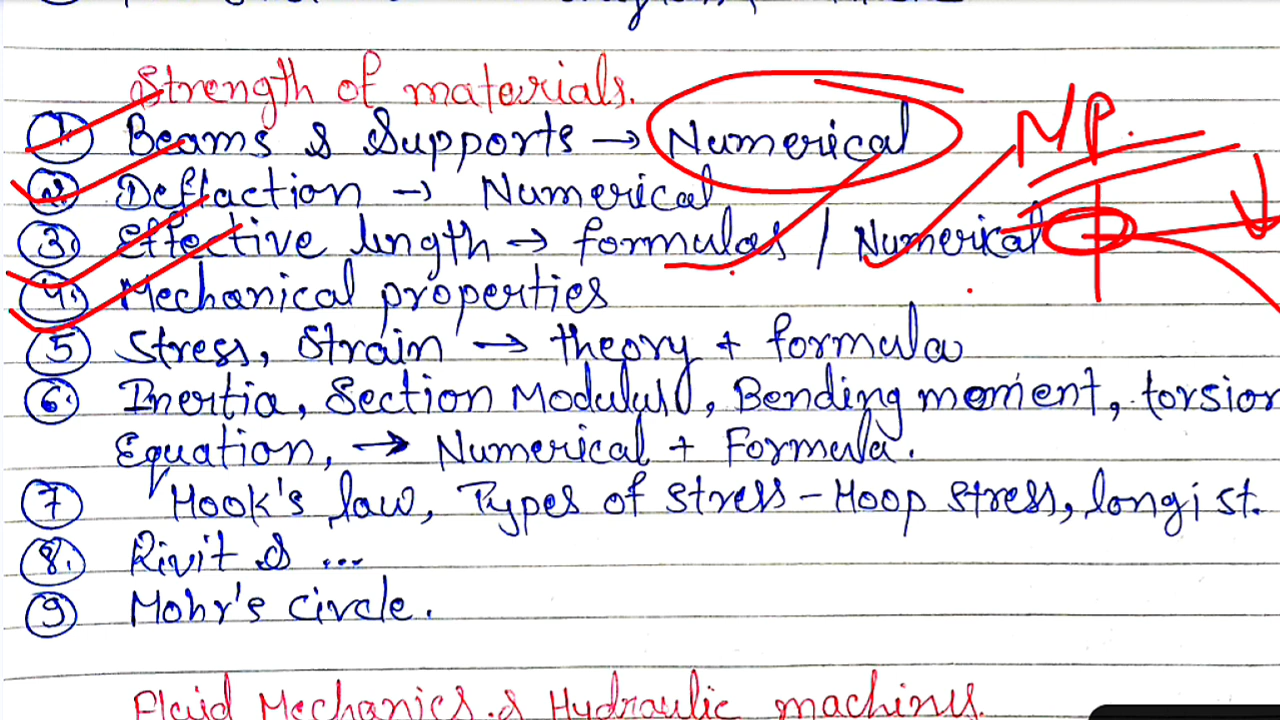 Strength of materials.
① Beams & Supports → Numerical
② Deflaction → Numerical
③ Effective length → formulas / Numerical
④ Mechanical properties
⑤ Stress, Strain → theory + formula
⑥ Inertia, Section Modulus, Bending moment, torsion
Equation, → Numerical + Formula.
⑦ Hook's law, Types of stress - Hoop stress, longi st.
⑧ Rivit & ...
⑨ Mohr's circle.
Fluid Mechanics & Hydraulic machines.